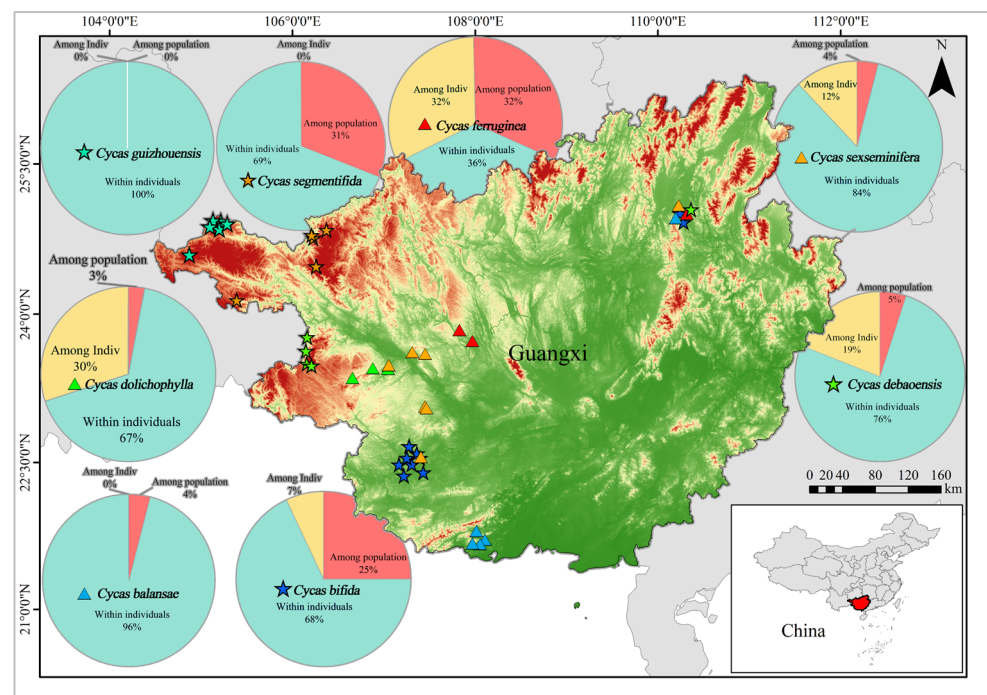 104°0'0"E
106°0'0"E
108°0'0"E
110°0'0"E
112°0'0"E
25°30'0"N
24°0'0"N
22°30'0"N
21°0'0"N
Among Indiv
0%
Among population
0%
Cycas guizhouensis
Within individuals
100%
Among Indiv
0%
Among population
31%
Within individuals
69%
Cycas segmentifida
Among Indiv
32%
Among population
32%
Cycas ferruginea
Within individuals
36%
Among population
4%
Among Indiv
12%
Cycas sexseminifera
Within individuals
84%
N
Among population
3%
Among Indiv
30%
Cycas dolichophylla
Within individuals
67%
Guangxi
Among population
5%
Among Indiv
19%
Cycas debaoensis
Within individuals
76%
Among Indiv
0%
Among population
4%
Cycas balansae
Within individuals
96%
Among Indiv
7%
Among population
25%
Cycas bifida
Within individuals
68%
0 20 40 80 120 160
km
China